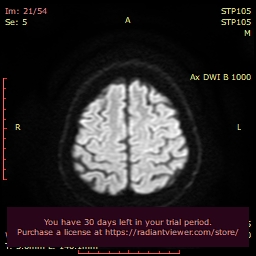 Im: 21/54
Se: 5
A
STP105
STP105
M
Ax DWI B 1000
R
L
You have 30 days left in your trial period.
Purchase a license at https://radiantviewer.com/store/